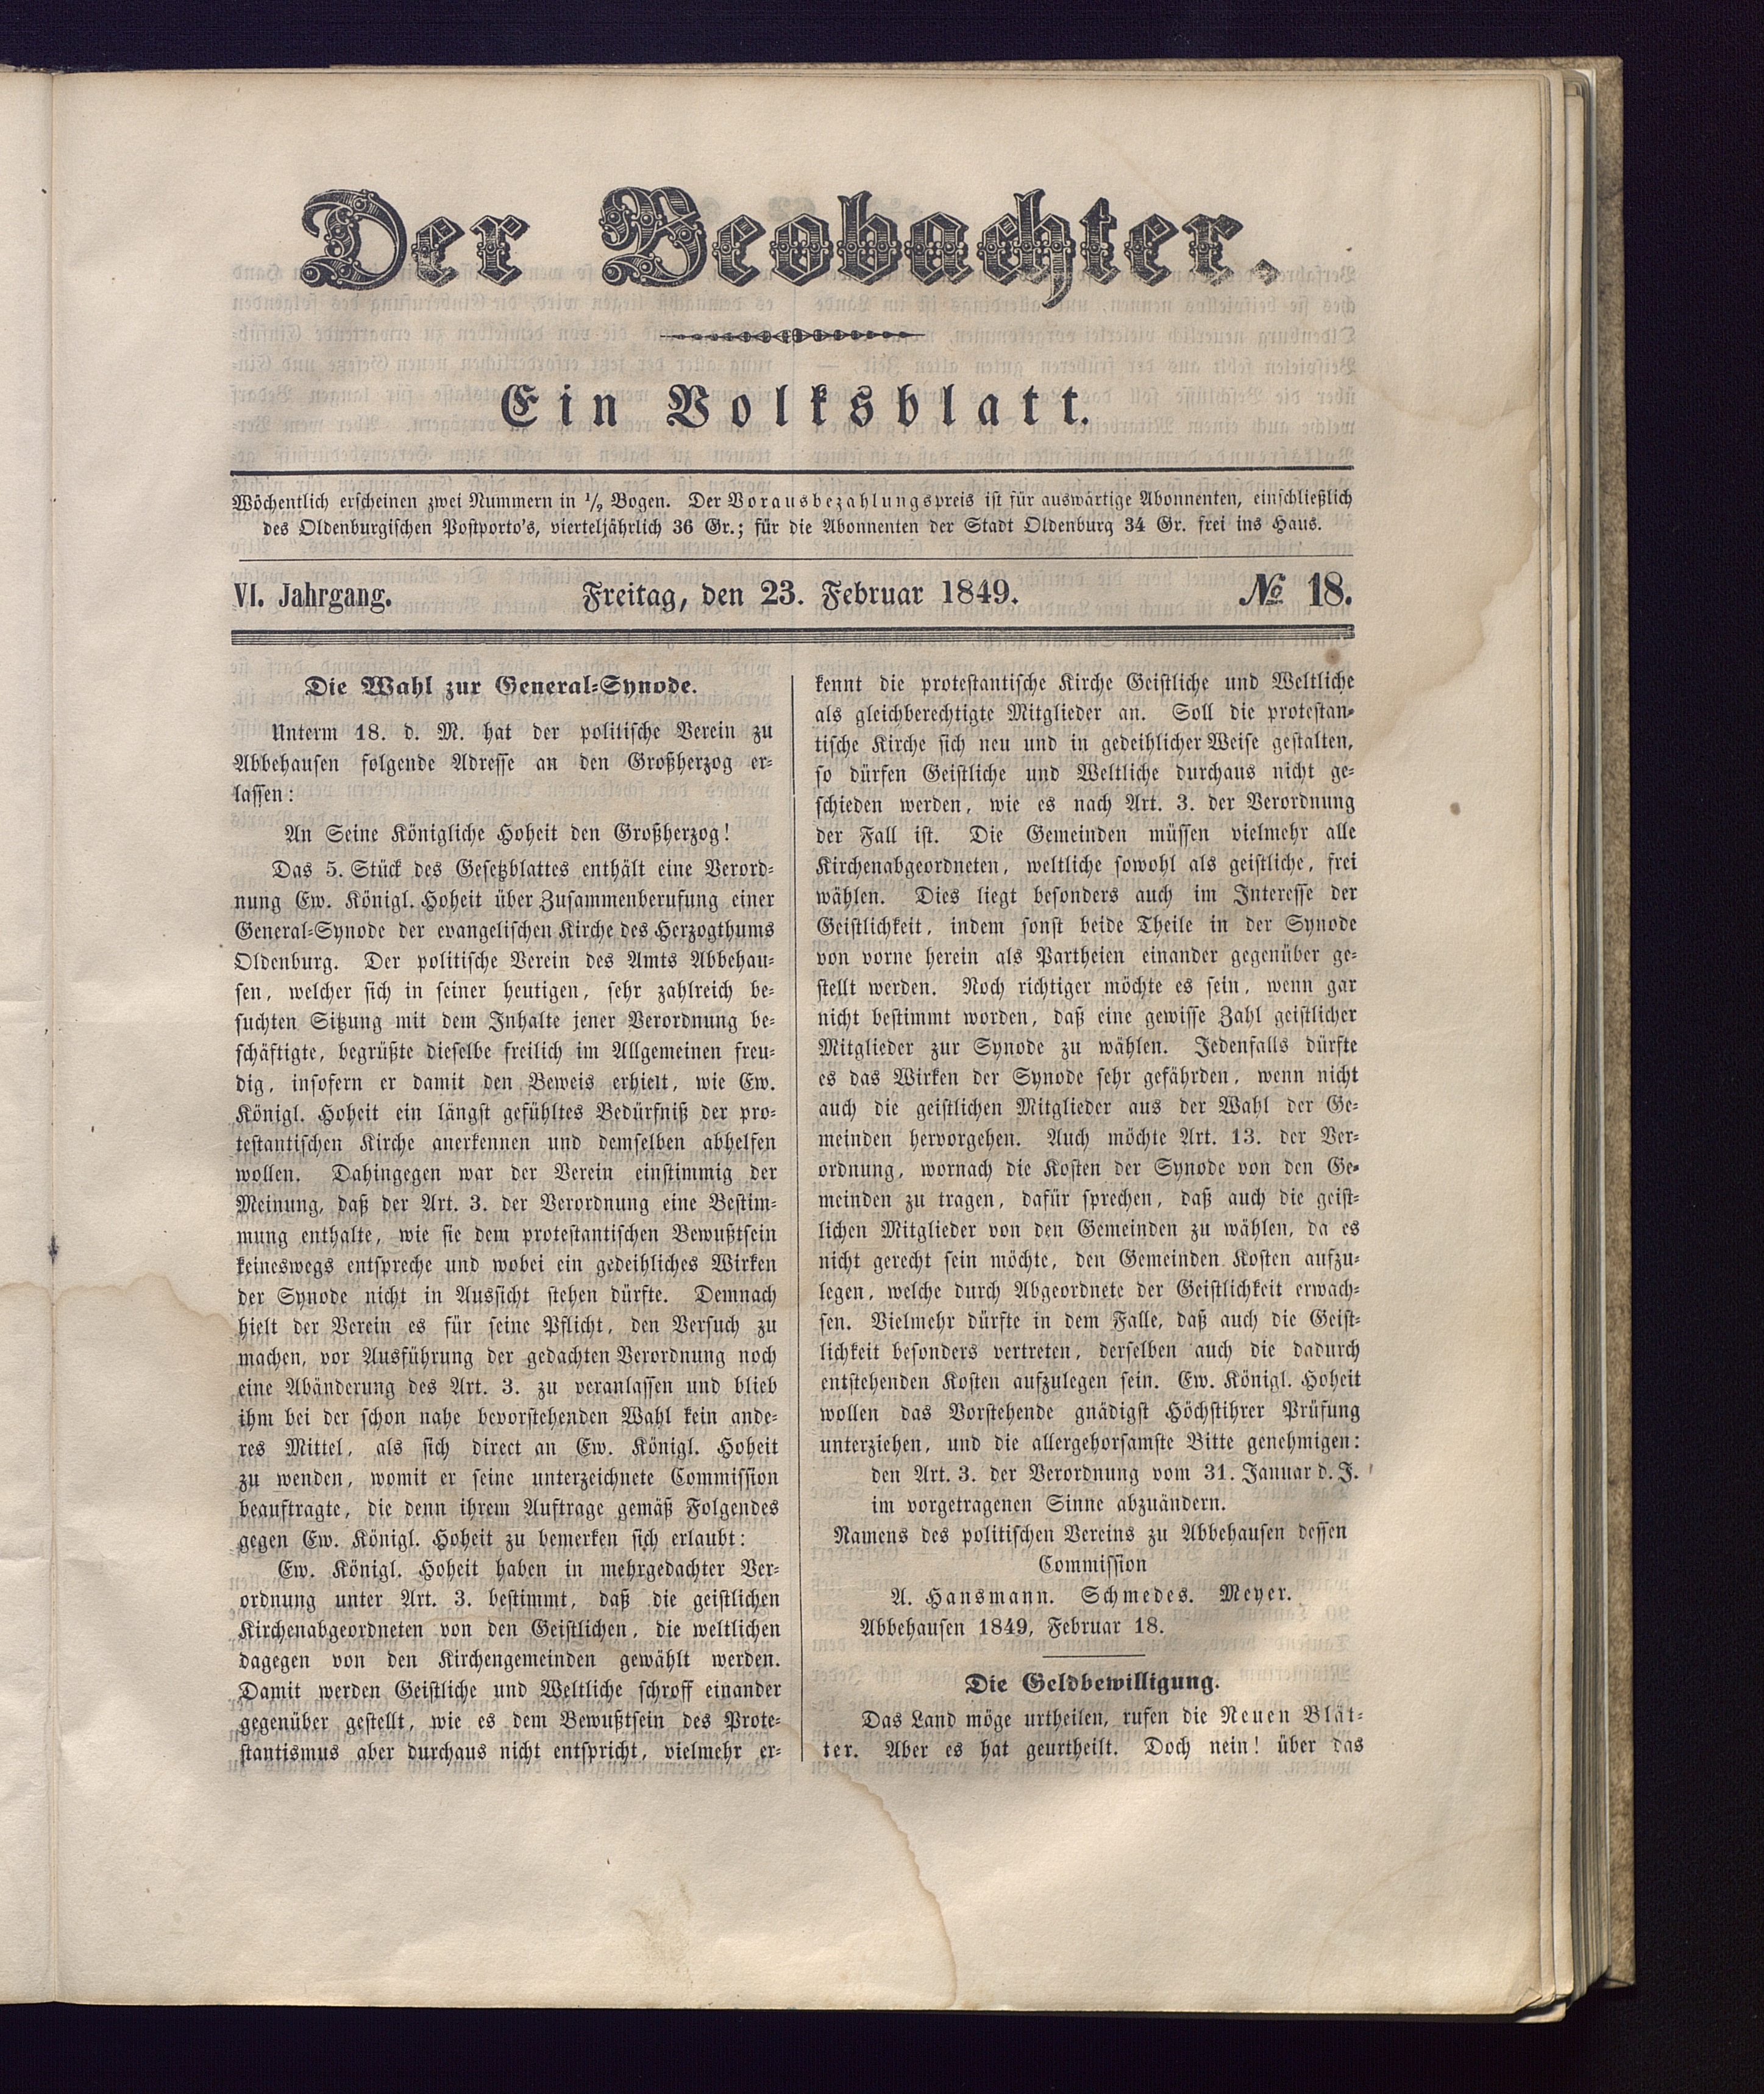 Der Beobachter.
Ein Volksblatt.
Wöchentlich erscheinen zwei Nummern in ½ Bogen. Der Vorausbezahlungspreis ist für auswärtige Abonnenten, einschließlich
des Oldenburgischen Postporto's, vierteljährlich 36 Gr.; für die Abonnenten der Stadt Oldenburg 34 Gr. frei ins Haus.
VI. Jahrgang. Freitag, den 23. Februar 1849. № 18.
Die Wahl zur General-Synode.
Unterm 18. d. M. hat der politische Verein zu
Abbehausen folgende Adresse an den Großherzog er-
lassen:
An Seine Königliche Hoheit den Großherzog!
Das 5. Stück des Gesetzblattes enthält eine Verord-
nung Ew. Königl. Hoheit über Zusammenberufung einer
General-Synode der evangelischen Kirche des Herzogthums
Oldenburg. Der politische Verein des Amts Abbehau-
sen, welcher sich in seiner heutigen, sehr zahlreich be-
suchten Sitzung mit dem Inhalte jener Verordnung be-
schäftigte, begrüßte dieselbe freilich im Allgemeinen freu-
dig, insofern er damit den Beweis erhielt, wie Ew.
Königl. Hoheit ein längst gefühltes Bedürfniß der pro-
testantischen Kirche anerkennen und demselben abhelfen
wollen. Dahingegen war der Verein einstimmig der
Meinung, daß der Art. 3. der Verordnung eine Bestim-
mung enthalte, wie sie dem protestantischen Bewußtsein
keineswegs entspreche und wobei ein gedeihliches Wirken
der Synode nicht in Aussicht stehen dürfte. Demnach
hielt der Verein es für seine Pflicht, den Versuch zu
machen, vor Ausführung der gedachten Verordnung noch
eine Abänderung des Art. 3. zu veranlassen und blieb
ihm bei der schon nahe bevorstehenden Wahl kein ande-
res Mittel, als sich direct an Ew. Königl. Hoheit
zu wenden, womit er seine unterzeichnete Commission
beauftragte, die denn ihrem Auftrage gemäß Folgendes
gegen Ew. Königl. Hoheit zu bemerken sich erlaubt:
Ew. Königl. Hoheit haben in mehrgedachter Ver-
ordnung unter Art. 3. bestimmt, daß die geistlichen
Kirchenabgeordneten von den Geistlichen, die weltlichen
dagegen von den Kirchengemeinden gewählt werden.
Damit werden Geistliche und Weltliche schroff einander
gegenüber gestellt, wie es dem Bewußtsein des Prote-
stantismus aber durchaus nicht entspricht, vielmehr er-
kennt die protestantische Kirche Geistliche und Weltliche
als gleichberechtigte Mitglieder an. Soll die protestan-
tische Kirche sich neu und in gedeihlicher Weise gestalten,
so dürfen Geistliche und Weltliche durchaus nicht ge-
schieden werden, wie es nach Art. 3. der Verordnung
der Fall ist. Die Gemeinden müssen vielmehr alle
Kirchenabgeordneten, weltliche sowohl als geistliche, frei
wählen. Dies liegt besonders auch im Interesse der
Geistlichkeit, indem sonst beide Theile in der Synode
von vorne herein als Partheien einander gegenüber ge-
stellt werden. Noch richtiger möchte es sein, wenn gar
nicht bestimmt worden, daß eine gewisse Zahl geistlicher
Mitglieder zur Synode zu wählen. Jedenfalls dürfte
es das Wirken der Synode sehr gefährden, wenn nicht
auch die geistlichen Mitglieder aus der Wahl der Ge-
meinden hervorgehen. Auch möchte Art. 13. der Ver-
ordnung, wornach die Kosten der Synode von den Ge-
meinden zu tragen, dafür sprechen, daß auch die geist-
lichen Mitglieder von den Gemeinden zu wählen, da es
nicht gerecht sein möchte, den Gemeinden Kosten aufzu-
legen, welche durch Abgeordnete der Geistlichkeit erwach-
sen. Vielmehr dürfte in dem Falle, daß auch die Geist-
lichkeit besonders vertreten, derselben auch die dadurch
entstehenden Kosten aufzulegen sein. Ew. Königl. Hoheit
wollen das Vorstehende gnädigst Höchstihrer Prüfung
unterziehen, und die allergehorsamste Bitte genehmigen:
den Art. 3. der Verordnung vom 31. Januar d. J.
im vorgetragenen Sinne abzuändern.
Namens des politischen Vereins zu Abbehausen dessen
Commission
A. Hansmann. Schmedes. Meyer.
Abbehausen 1849, Februar 18.
Die Geldbewilligung.
Das Land möge urtheilen, rufen die Neuen Blät-
ter. Aber es hat geurtheilt. Doch nein! über das